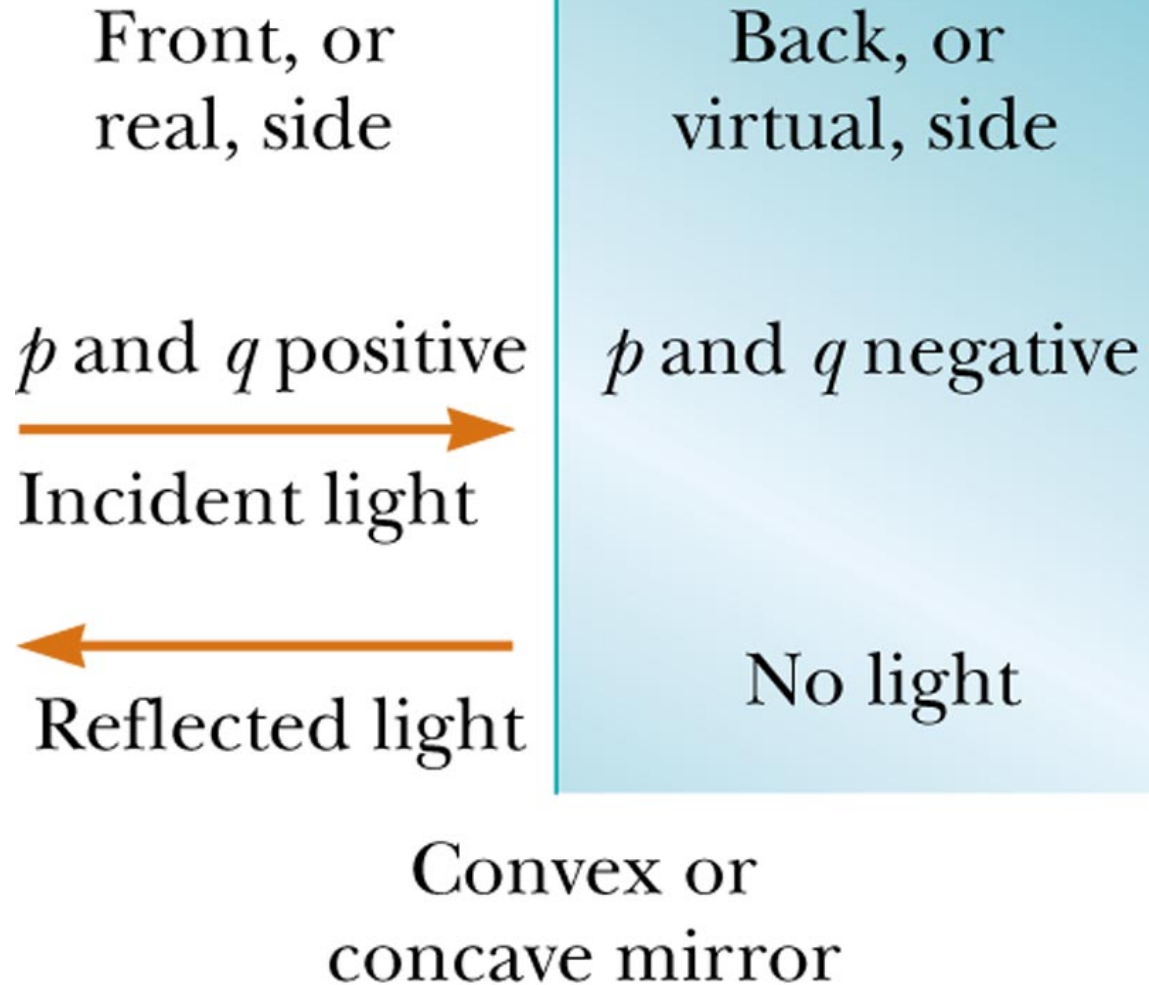 Front, or
real, side
Back, or
virtual, side
p and q positive
p and q negative
Incident light
Reflected light
No light
Convex or
concave mirror